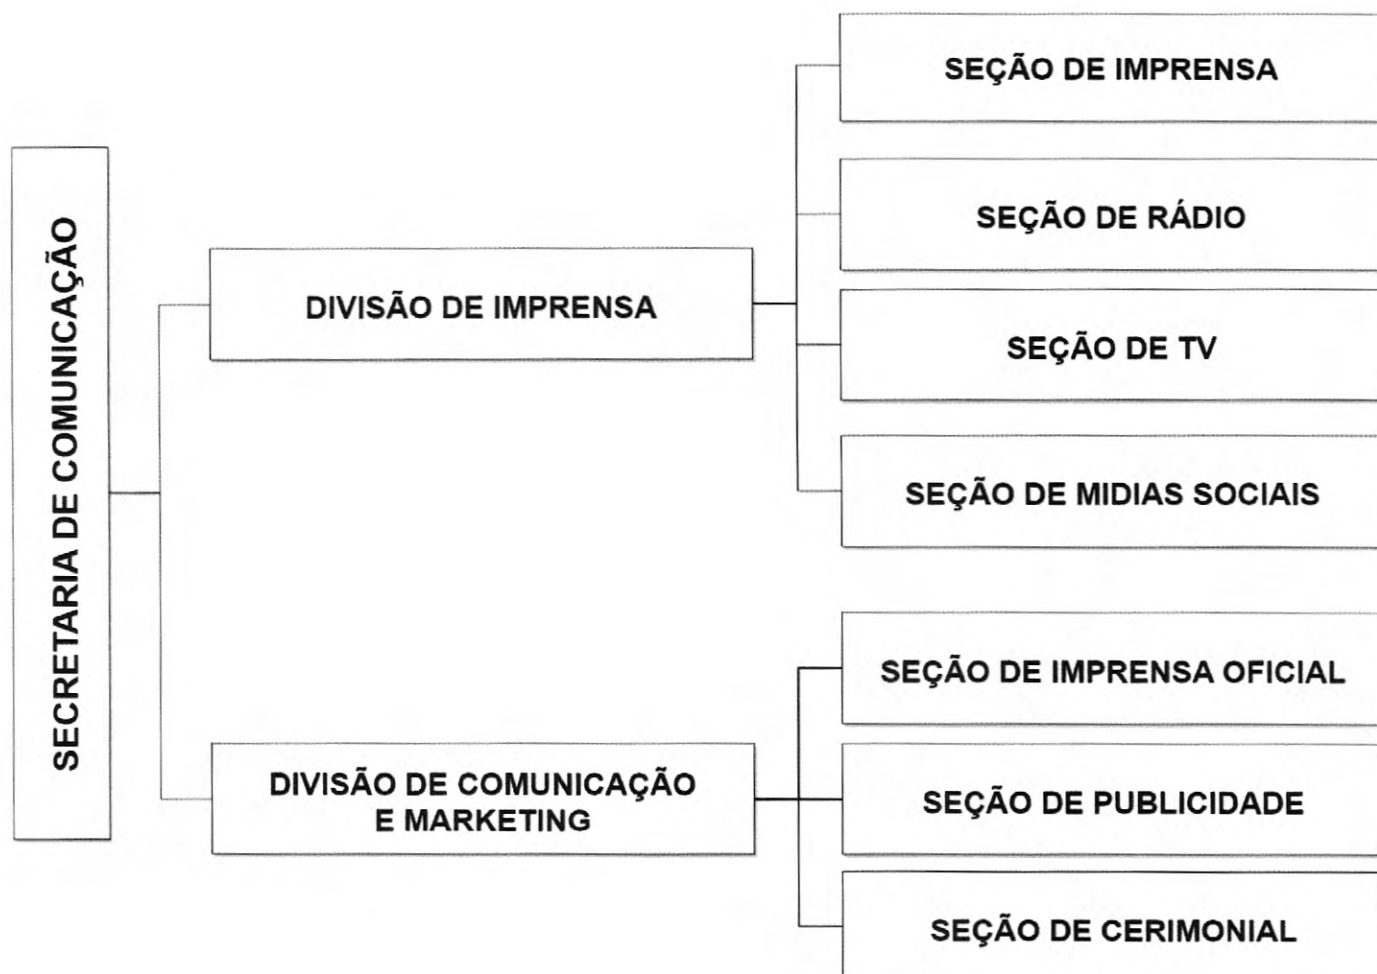 SECRETARIA DE COMUNICAÇÃO
DIVISÃO DE IMPRENSA
SEÇÃO DE IMPRENSA
SEÇÃO DE RÁDIO
SEÇÃO DE TV
SEÇÃO DE MIDIAS SOCIAIS
DIVISÃO DE COMUNICAÇÃO
E MARKETING
SEÇÃO DE IMPRENSA OFICIAL
SEÇÃO DE PUBLICIDADE
SEÇÃO DE CERIMONIAL